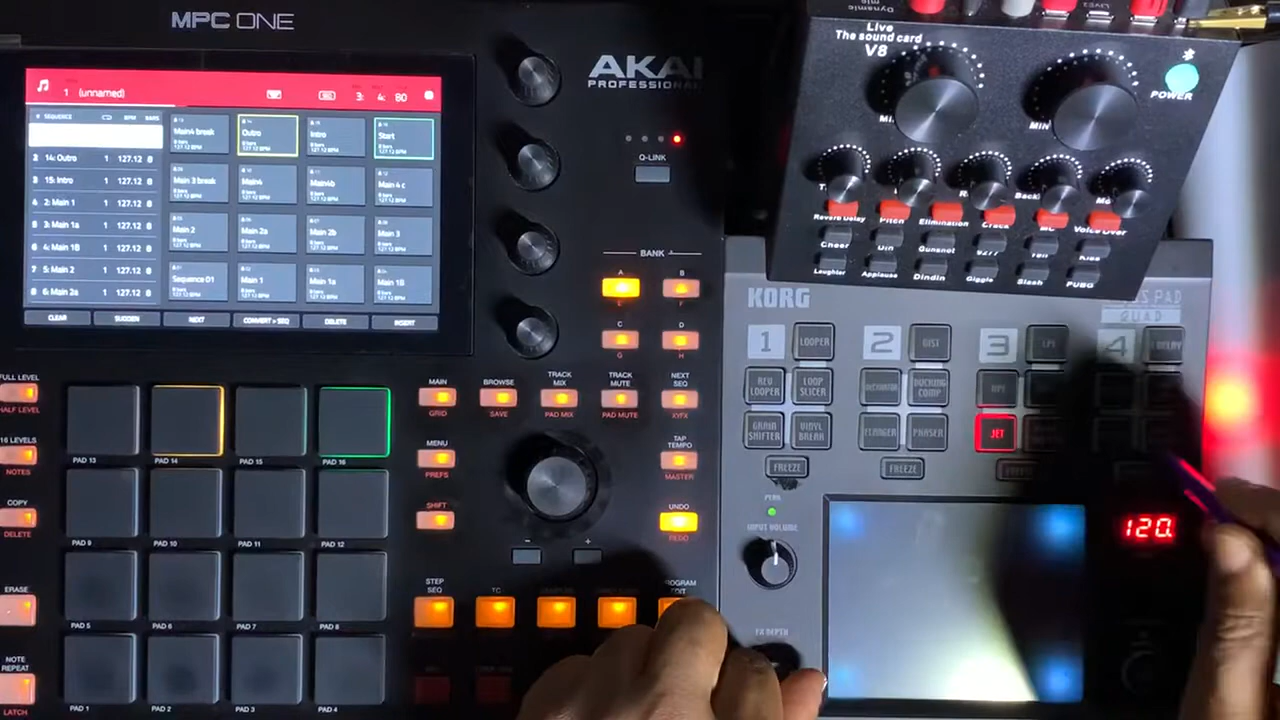 MPC ONE
1 (unnamed)
80
# SEQUENCE BPM BARS
2 14: Outro 1 127.12 8
3 15: Intro 1 127.12 8
4 2: Main 1 1 127.12 8
5 3: Main 1a 1 127.12 8
6 4: Main 1B 1 127.12 8
7 5: Main 2 1 127.12 8
8 6: Main 2a 1 127.12 8
Main4 break
Outro
Intro
Start
Main 3 break
Main4
Main4b
Main 4 c
Main 2
Main 2a
Main 2b
Main 3
Sequence 01
Main 1
Main 1a
Main 1B
CLEAR
SUDDEN
NEXT
CONVERT > SEQ
DELETE
INSERT
AKAI
PROFESSIONAL
Q-LINK
BANK
A
B
E
F
C
D
G
H
FULL LEVEL
HALF LEVEL
16 LEVELS
NOTES
COPY
DELETE
ERASE
NOTE
REPEAT
LATCH
PAD 13
PAD 14
PAD 15
PAD 16
PAD 9
PAD 10
PAD 11
PAD 12
PAD 5
PAD 6
PAD 7
PAD 8
PAD 1
PAD 2
PAD 3
PAD 4
MAIN
GRID
BROWSE
SAVE
TRACK
MIX
PAD MIX
TRACK
MUTE
PAD MUTE
NEXT
SEQ
XYFX
MENU
PREFS
TAP
TEMPO
MASTER
SHIFT
UNDO
REDO
- +
STEP
SEQ
TC
Live
The sound card
V8
POWER
Reverb Delay
Pitch
Elimination
Voice Over
Cheer
Gunshot
Laughter
Applause
Dindin
Giggle
Slash
PUBG
KORG
QUAD
1
LOOPER
REV
LOOPER
LOOP
SLICER
GRAIN
SHIFTER
VINYL
BREAK
FREEZE
2
DIST
DECIMATOR
DUCKING
COMP
FLANGER
PHASER
FREEZE
3
LPF
HPF
JET
FREEZE
4
DELAY
PEAK
INPUT VOLUME
FX DEPTH
120.